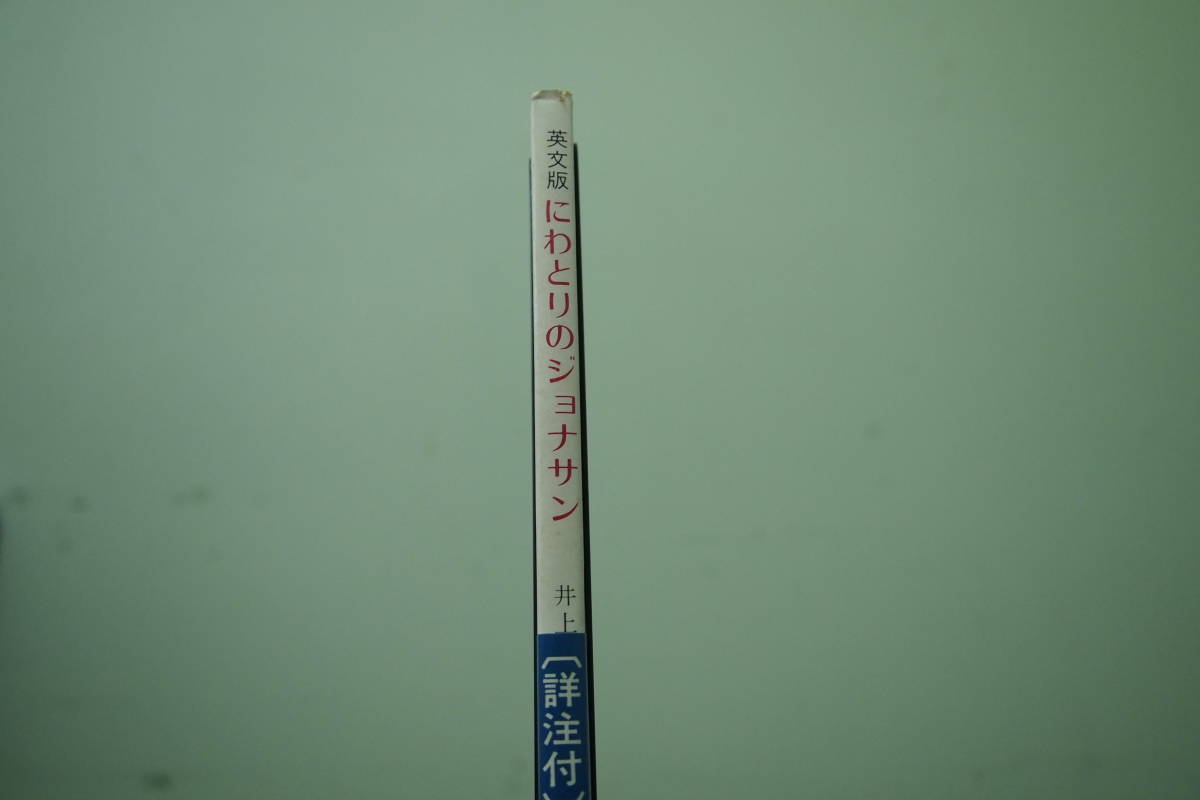 英文版
にわとりのジョナサン
井上
〔詳注付〕